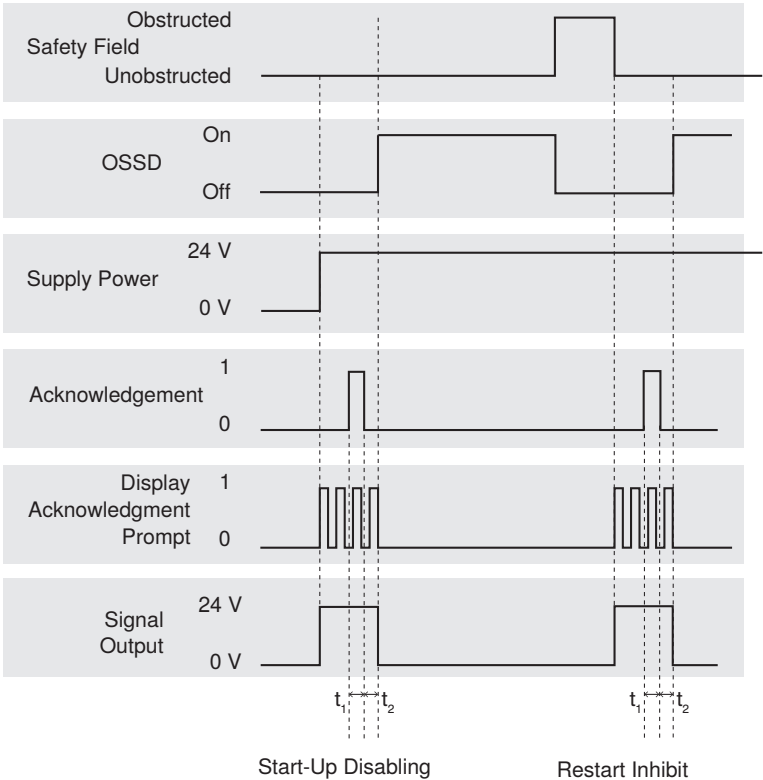 Obstructed
Safety Field
Unobstructed
On
OSSD
Off
24 V
Supply Power
0 V
1
Acknowledgement
0
Display 1
Acknowledgment
Prompt 0
24 V
Signal
Output
0 V
t₁ t₂ t₁ t₂
Start-Up Disabling Restart Inhibit